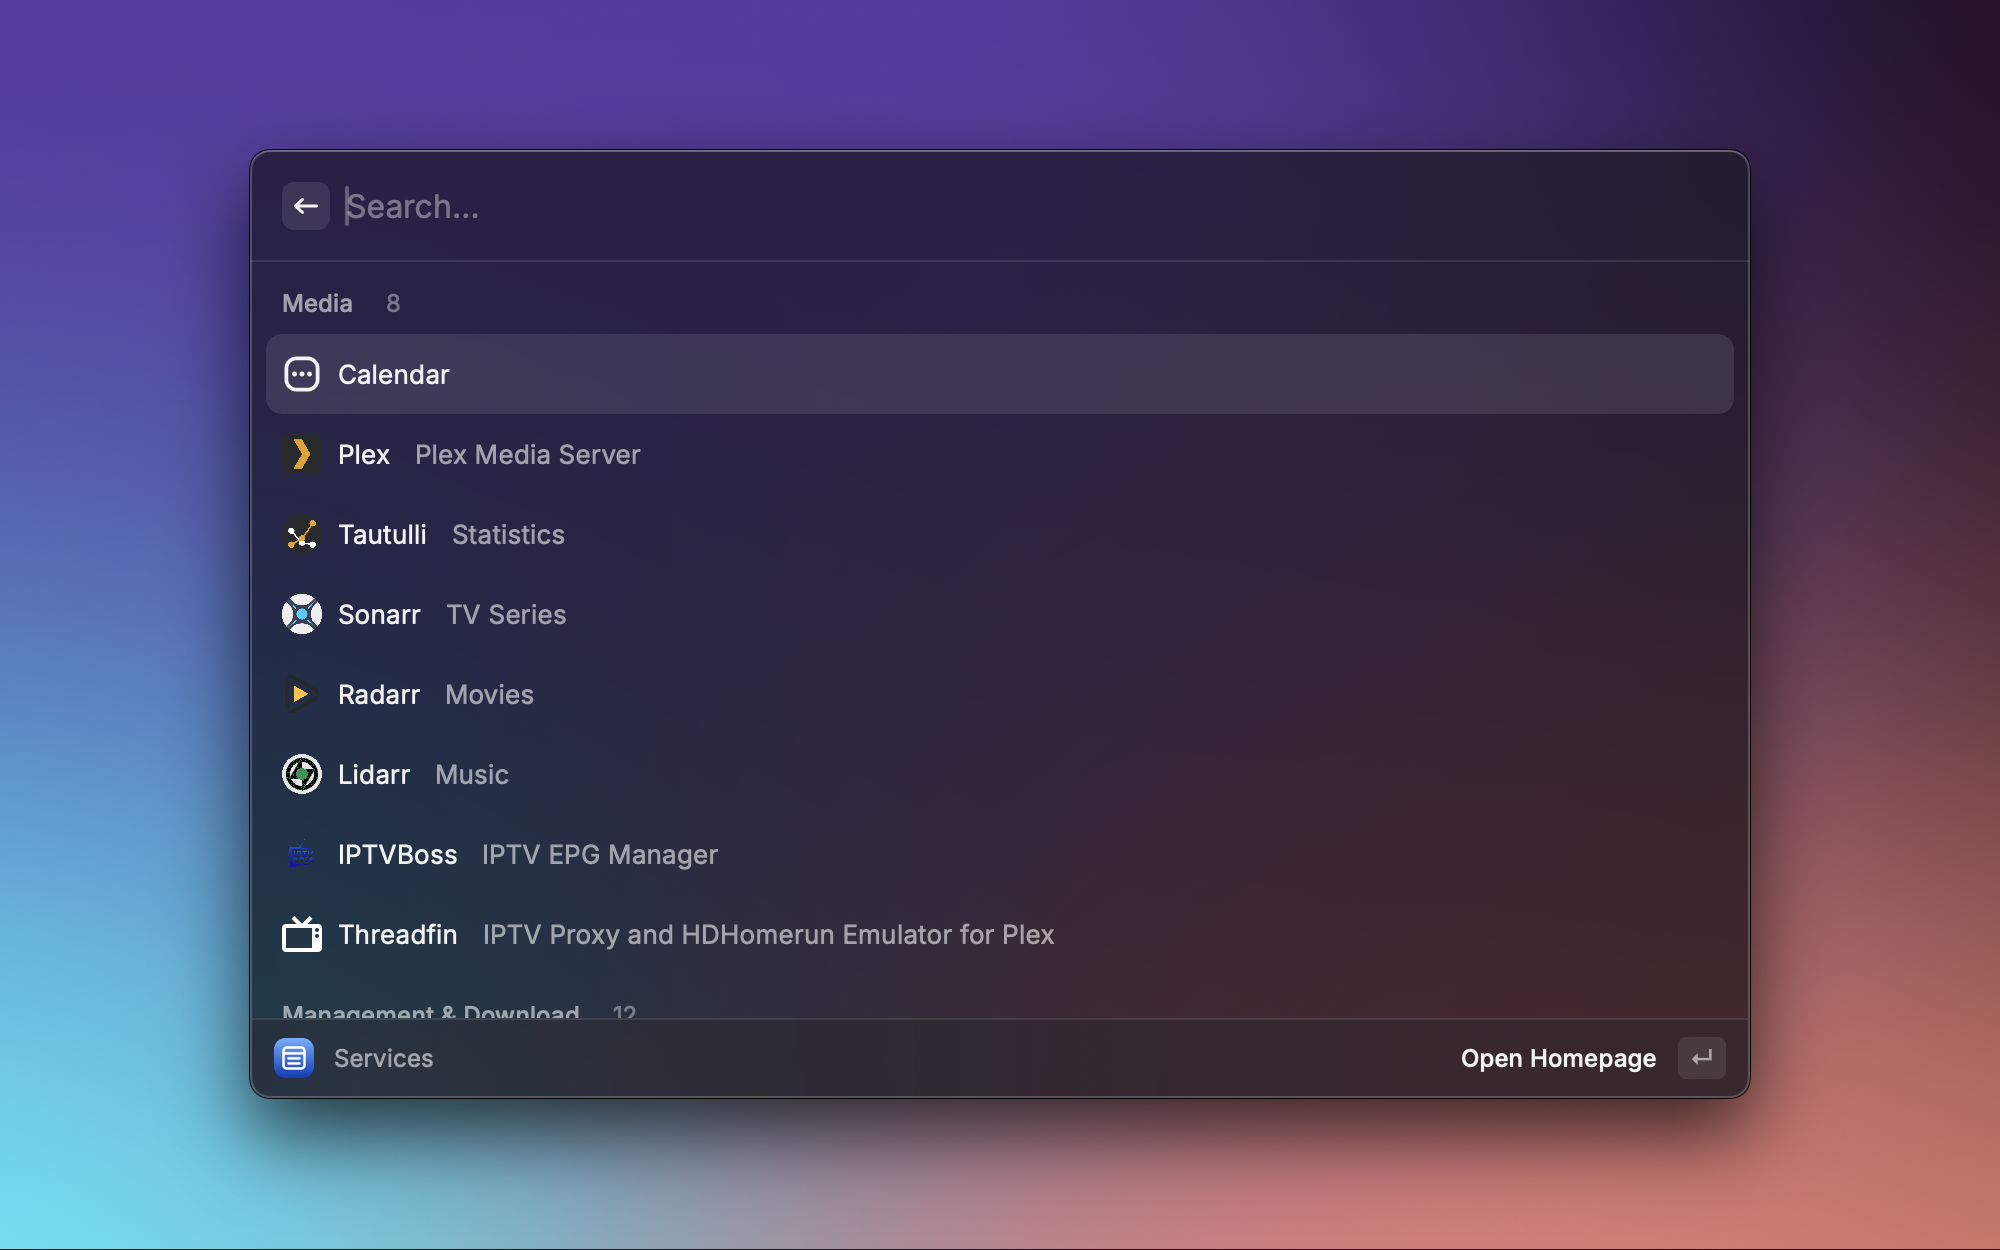 Search...
Media 8
Calendar
Plex Plex Media Server
Tautulli Statistics
Sonarr TV Series
Radarr Movies
Lidarr Music
IPTVBoss IPTV EPG Manager
Threadfin IPTV Proxy and HDHomerun Emulator for Plex
Management & Download 12
Services Open Homepage